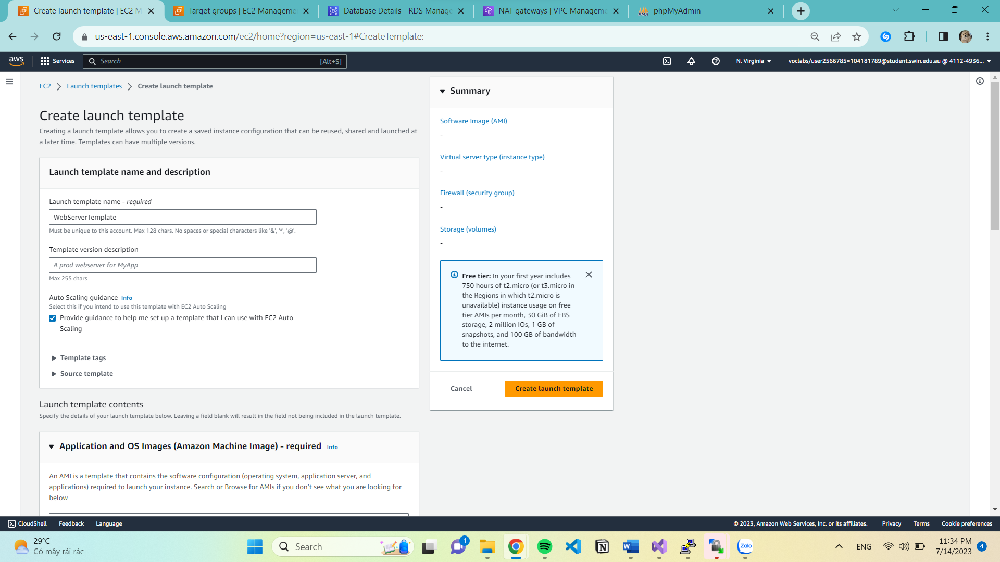 Create launch template | EC2 M
Target groups | EC2 Manageme
Database Details - RDS Manage
NAT gateways | VPC Manageme
PMA
phpMyAdmin
us-east-1.console.aws.amazon.com/ec2/home?region=us-east-1#CreateTemplate:
aws
Services
Search
[Alt+S]
N. Virginia
voclabs/user2566785=104181789@student.swin.edu.au @ 4112-4936...
EC2
Launch templates
Create launch template
Create launch template
Creating a launch template allows you to create a saved instance configuration that can be reused, shared and launched at
a later time. Templates can have multiple versions.
Launch template name and description
Launch template name - required
WebServerTemplate
Must be unique to this account. Max 128 chars. No spaces or special characters like '&', '*', '@'.
Template version description
A prod webserver for MyApp
Max 255 chars
Auto Scaling guidance Info
Select this if you intend to use this template with EC2 Auto Scaling
Provide guidance to help me set up a template that I can use with EC2 Auto
Scaling
Template tags
Source template
Launch template contents
Specify the details of your launch template below. Leaving a field blank will result in the field not being included in the launch template.
Application and OS Images (Amazon Machine Image) - required Info
An AMI is a template that contains the software configuration (operating system, application server, and
applications) required to launch your instance. Search or Browse for AMIs if you don't see what you are looking for
below
Summary
Software Image (AMI)
-
Virtual server type (instance type)
-
Firewall (security group)
-
Storage (volumes)
-
Free tier: In your first year includes
750 hours of t2.micro (or t3.micro in
the Regions in which t2.micro is
unavailable) instance usage on free
tier AMIs per month, 30 GiB of EBS
storage, 2 million IOs, 1 GB of
snapshots, and 100 GB of bandwidth
to the internet.
Cancel
Create launch template
CloudShell
Feedback
Language
© 2023, Amazon Web Services, Inc. or its affiliates.
Privacy
Terms
Cookie preferences
29°C
Có mây rải rác
Search
1
Zalo
ENG
11:34 PM
7/14/2023
4